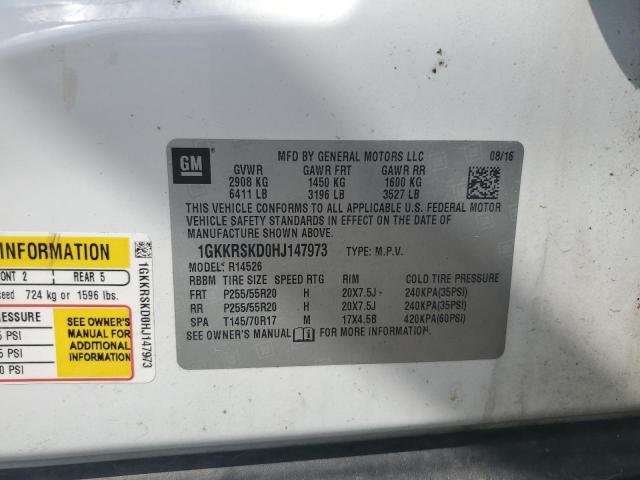 GM
MFD BY GENERAL MOTORS LLC 08/16
GVWR GAWR FRT GAWR RR
2908 KG 1450 KG 1600 KG
6411 LB 3196 LB 3527 LB
THIS VEHICLE CONFORMS TO ALL APPLICABLE U.S. FEDERAL MOTOR
VEHICLE SAFETY STANDARDS IN EFFECT ON THE DATE OF
MANUFACTURE SHOWN ABOVE.
1GKKRSKD0HJ147973 TYPE: M.P.V.
MODEL: R14526
RBBM TIRE SIZE SPEED RTG RIM COLD TIRE PRESSURE
FRT P255/55R20 H 20X7.5J 240KPA(35PSI)
RR P255/55R20 H 20X7.5J 240KPA(35PSI)
SPA T145/70R17 M 17X4.5B 420KPA(60PSI)
SEE OWNER'S MANUAL FOR MORE INFORMATION
INFORMATION
ONT 2 REAR 5
ceed 724 kg or 1596 lbs.
PRESSURE
5 PSI
5 PSI
0 PSI
SEE OWNER'S
MANUAL FOR
ADDITIONAL
INFORMATION
1GKKRSKD0HJ147973